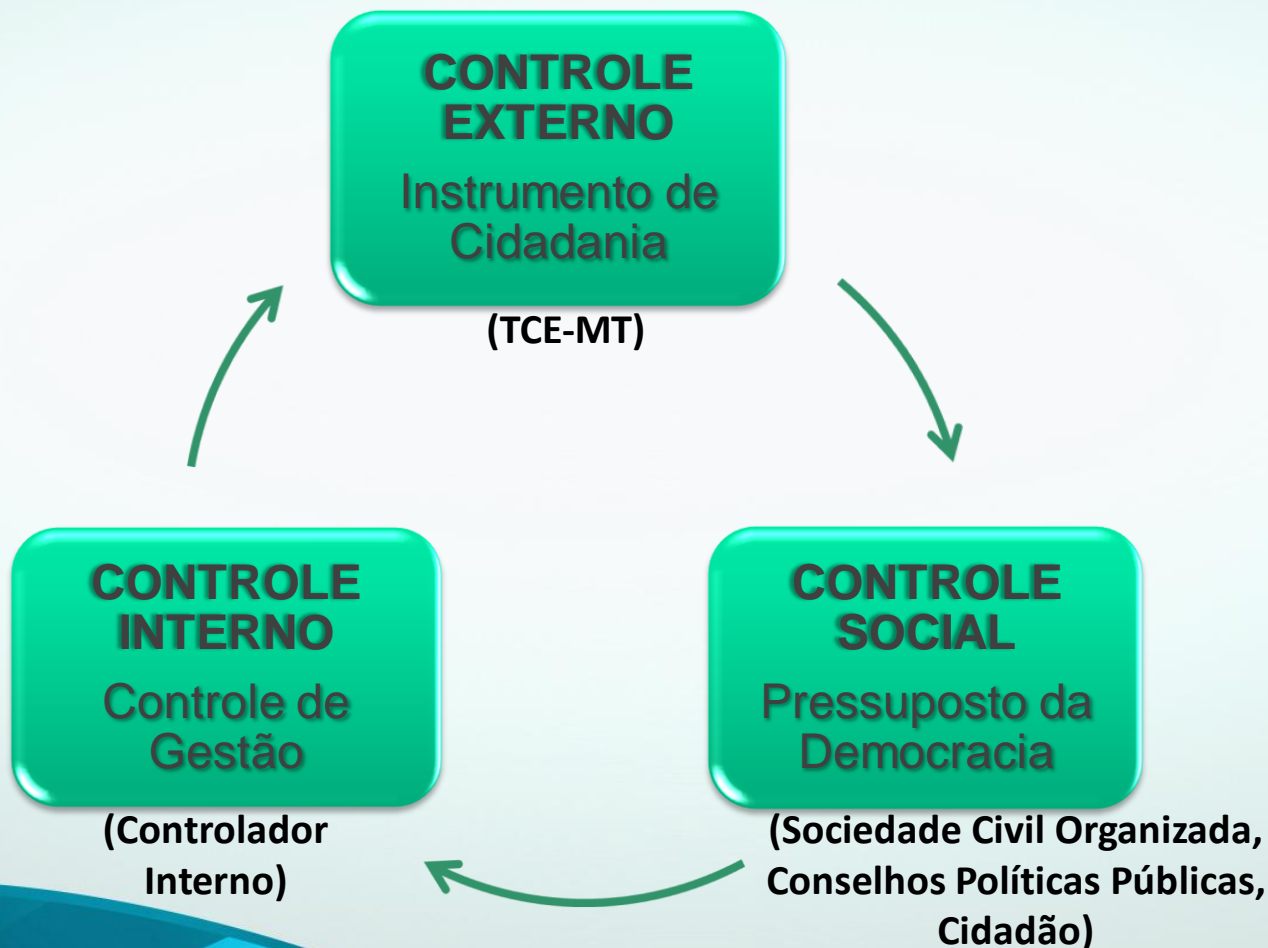 CONTROLE
EXTERNO
Instrumento de
Cidadania
(TCE-MT)
CONTROLE
INTERNO
Controle de
Gestão
(Controlador
Interno)
CONTROLE
SOCIAL
Pressuposto da
Democracia
(Sociedade Civil Organizada,
Conselhos Políticas Públicas,
Cidadão)